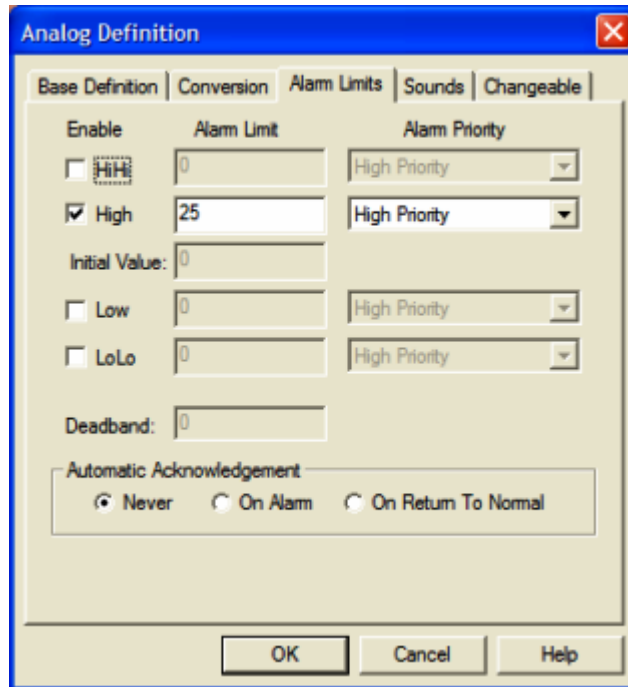 Analog Definition
Base Definition Conversion Alarm Limits Sounds Changeable
Enable Alarm Limit Alarm Priority
HiHi 0 High Priority
High 25 High Priority
Initial Value: 0
Low 0 High Priority
LoLo 0 High Priority
Deadband: 0
Automatic Acknowledgement
Never On Alarm On Return To Normal
OK Cancel Help